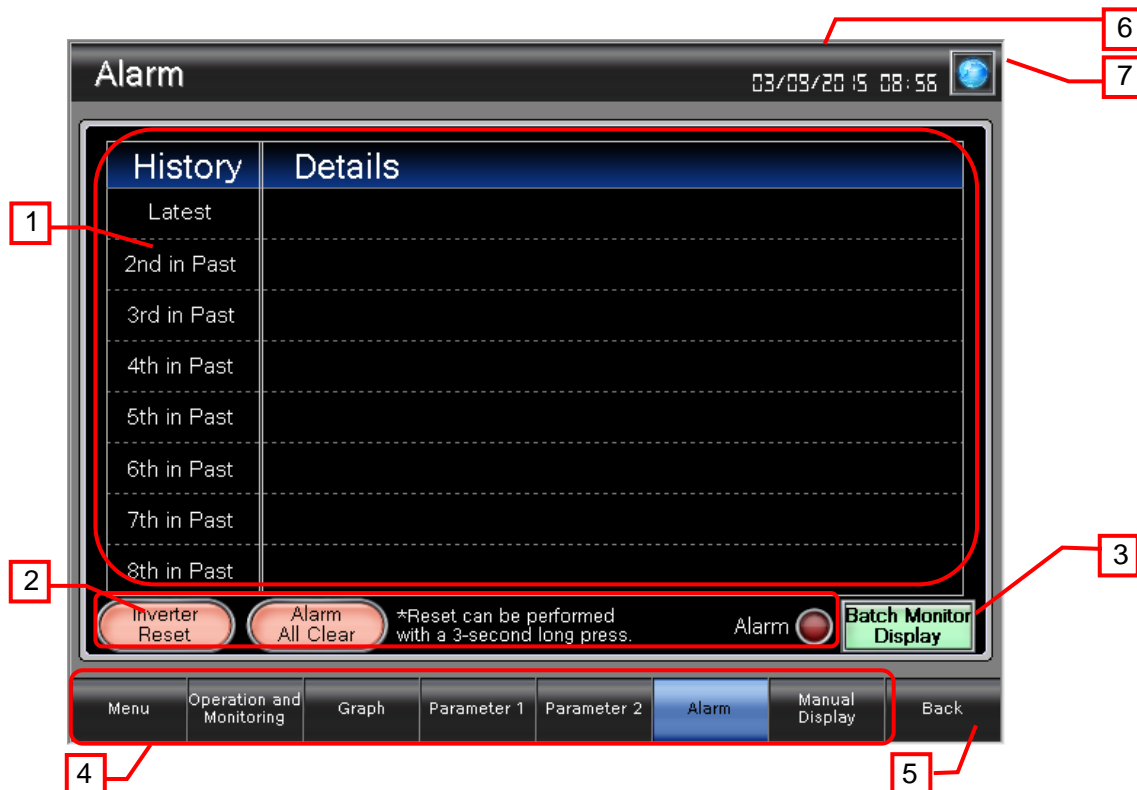 6
Alarm
03/09/2015 08:56
7
History Details
1
Latest
2nd in Past
3rd in Past
4th in Past
5th in Past
6th in Past
7th in Past
8th in Past
3
2
Inverter
Reset
Alarm
All Clear
*Reset can be performed
with a 3-second long press.
Alarm
Batch Monitor
Display
Menu
Operation and
Monitoring
Graph
Parameter 1
Parameter 2
Alarm
Manual
Display
Back
4
5